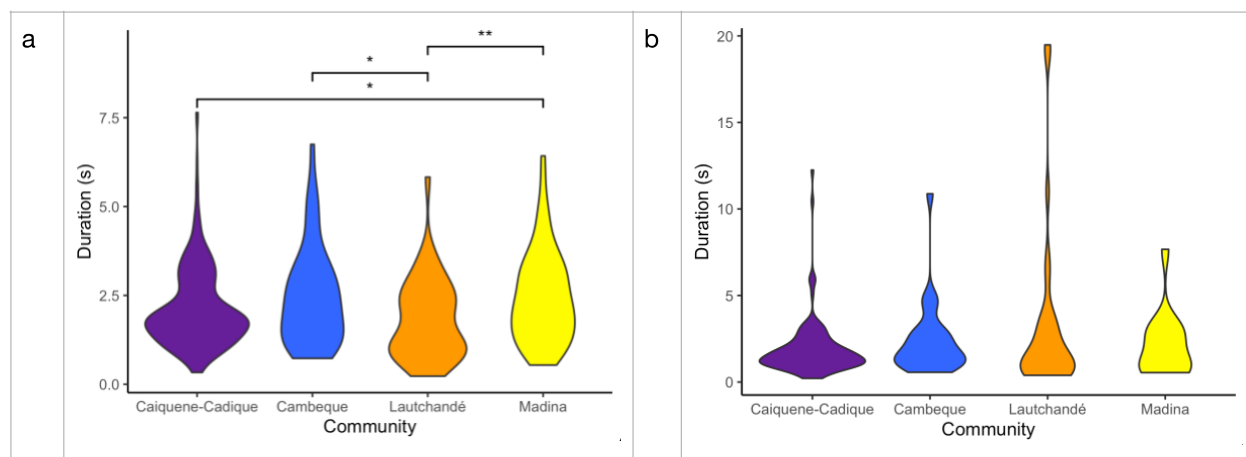 a
**
*
*
7.5
5.0
2.5
0.0
Duration (s)
Caiquene-Cadique Cambeque Lautchandé Madina
Community
b
20
15
10
5
0
Duration (s)
Caiquene-Cadique Cambeque Lautchandé Madina
Community